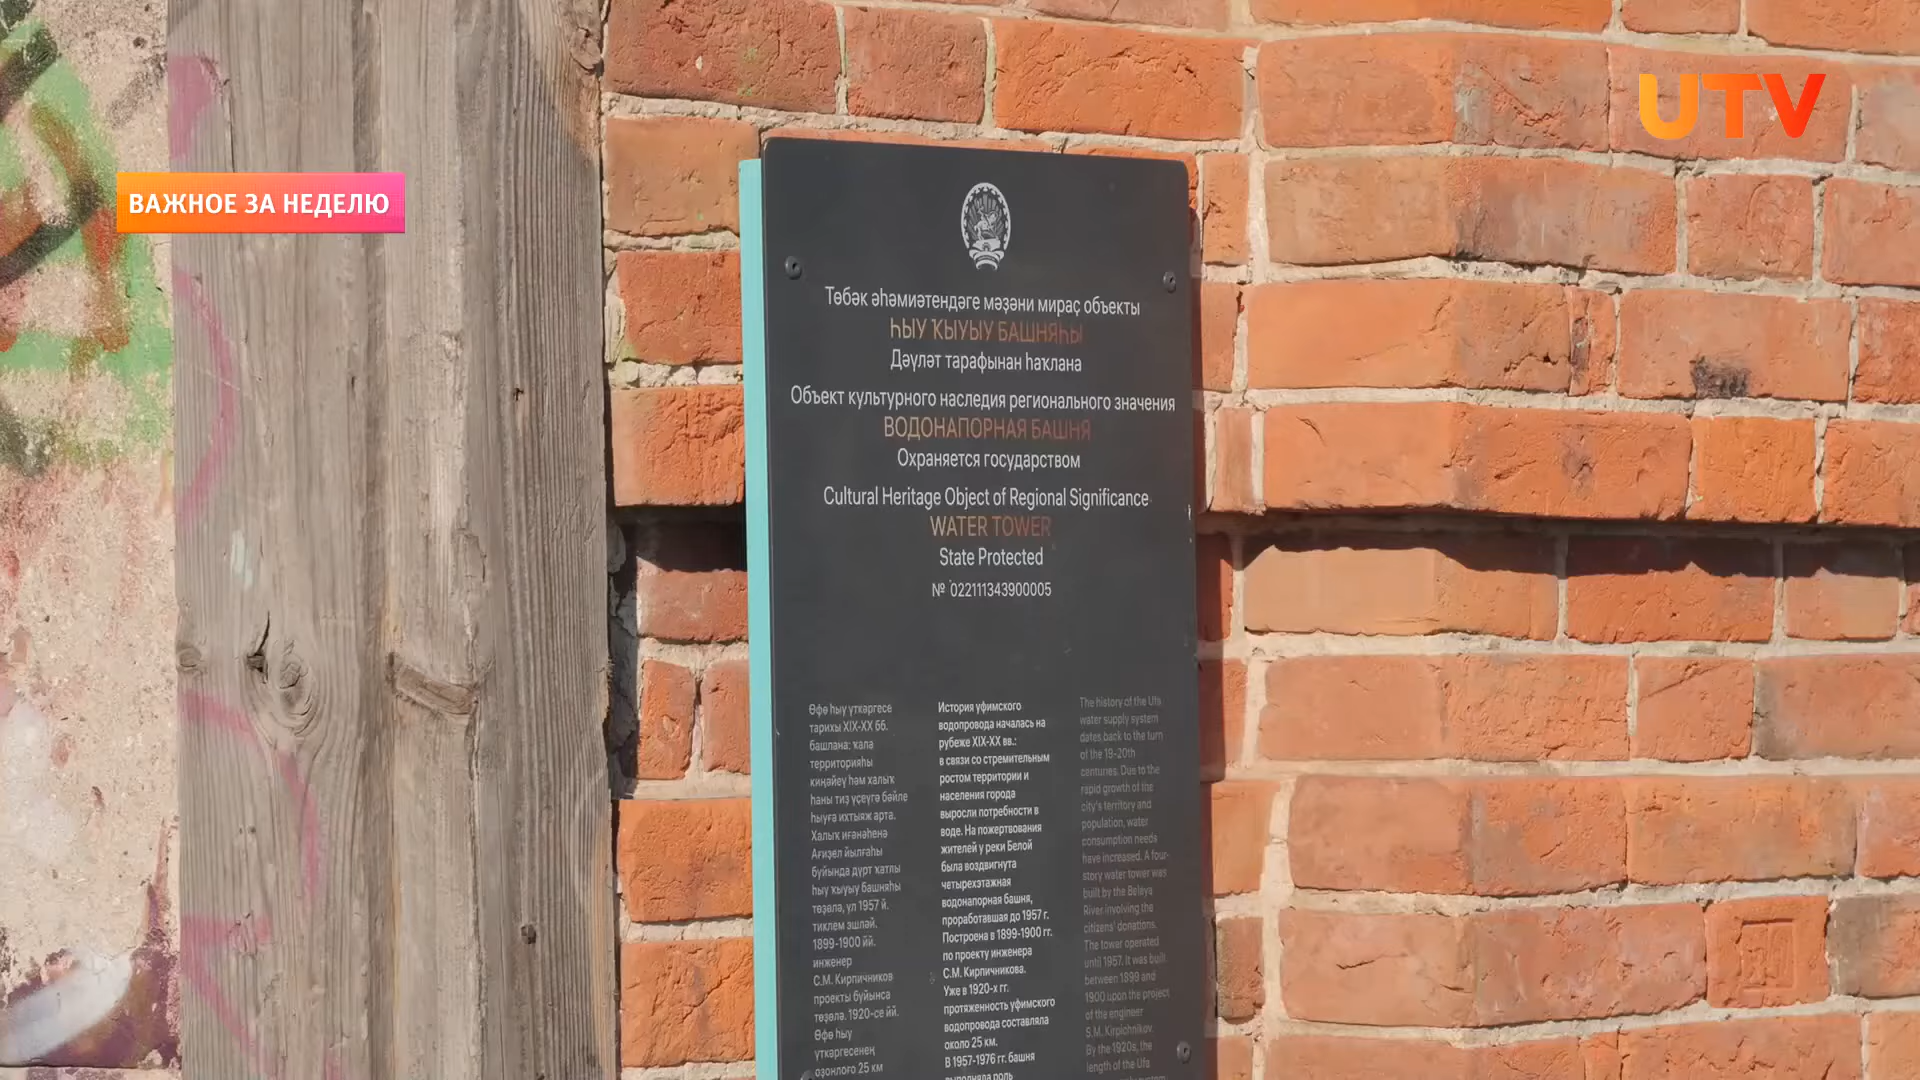 UTV
ВАЖНОЕ ЗА НЕДЕЛЮ
Төбәк әһәмиәтендәге мәҙәни мираҫ объекты
ҺЫУ ҠЫУЫУ БАШНЯҺЫ
Дәүләт тарафынан һаҡлана
Объект культурного наследия регионального значения
ВОДОНАПОРНАЯ БАШНЯ
Охраняется государством
Cultural Heritage Object of Regional Significance
WATER TOWER
State Protected
№ 022111343900005
Өфө һыу үткәргесе
тарихы XIX-XX бб.
башлана: ҡала
территорияһы
киңәйеү һәм халыҡ
һаны тиҙ үҫеүгә бәйле
һыуға ихтыяж арта.
Халыҡ иғәнәһенә
Ағиҙел йылғаһы
буйында дүрт ҡатлы
һыу ҡыуыу башняһы
төҙөлә, ул 1957 й.
тиклем эшләй.
1899-1900 йй.
инженер
С.М. Кирпичников
проекты буйынса
төҙөлә. 1920-се йй.
Өфө һыу
үткәргесенең
оҙонлоғо 25 км
История уфимского
водопровода началась на
рубеже XIX-XX вв.:
в связи со стремительным
ростом территории и
населения города
выросли потребности в
воде. На пожертвования
жителей у реки Белой
была воздвигнута
четырехэтажная
водонапорная башня,
проработавшая до 1957 г.
Построена в 1899-1900 гг.
по проекту инженера
С.М. Кирпичникова.
Уже в 1920-х гг.
протяженность уфимского
водопровода составляла
около 25 км.
В 1957-1976 гг. башня
выполняла роль
The history of the Ufa
water supply system
dates back to the turn
of the 19-20th
centuries. Due to the
rapid growth of the
city's territory and
population, water
consumption needs
have increased. A four-
story water tower was
built by the Belaya
River involving the
citizens' donations.
The tower operated
until 1957. It was built
between 1899 and
1900 upon the project
of the engineer
S.M. Kirpichnikov.
By the 1920s, the
length of the Ufa